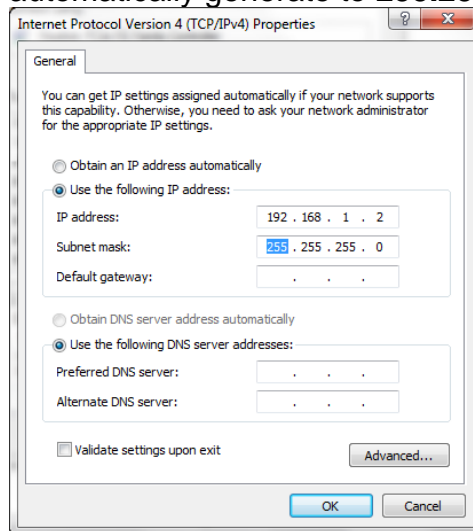 Internet Protocol Version 4 (TCP/IPv4) Properties
General
You can get IP settings assigned automatically if your network supports
this capability. Otherwise, you need to ask your network administrator
for the appropriate IP settings.
Obtain an IP address automatically
Use the following IP address:
IP address: 192 . 168 . 1 . 2
Subnet mask: 255 . 255 . 255 . 0
Default gateway: . . .
Obtain DNS server address automatically
Use the following DNS server addresses:
Preferred DNS server: . . .
Alternate DNS server: . . .
Validate settings upon exit
Advanced...
OK Cancel